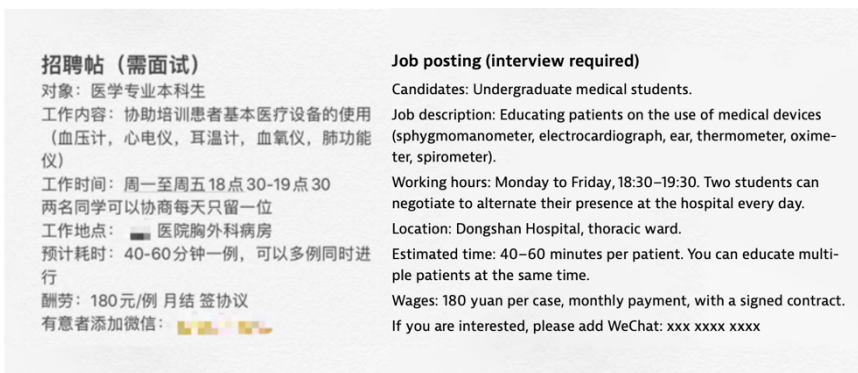 招聘帖（需面试）
对象：医学专业本科生
工作内容：协助培训患者基本医疗设备的使用
（血压计，心电仪，耳温计，血氧仪，肺功能
仪）
工作时间：周一至周五18点30-19点30
两名同学可以协商每天只留一位
工作地点： 医院胸外科病房
预计耗时：40-60分钟一例，可以多例同时进
行
酬劳：180元/例 月结 签协议
有意者添加微信：
Job posting (interview required)
Candidates: Undergraduate medical students.
Job description: Educating patients on the use of medical devices
(sphygmomanometer, electrocardiograph, ear, thermometer, oxime-
ter, spirometer).
Working hours: Monday to Friday, 18:30–19:30. Two students can
negotiate to alternate their presence at the hospital every day.
Location: Dongshan Hospital, thoracic ward.
Estimated time: 40–60 minutes per patient. You can educate multi-
ple patients at the same time.
Wages: 180 yuan per case, monthly payment, with a signed contract.
If you are interested, please add WeChat: xxx xxxx xxxx